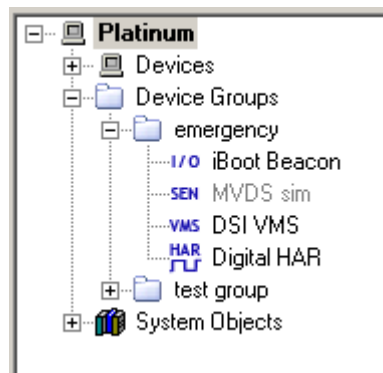 Platinum
Devices
Device Groups
emergency
I/O iBoot Beacon
SEN MVDS sim
VMS DSI VMS
HAR Digital HAR
test group
System Objects